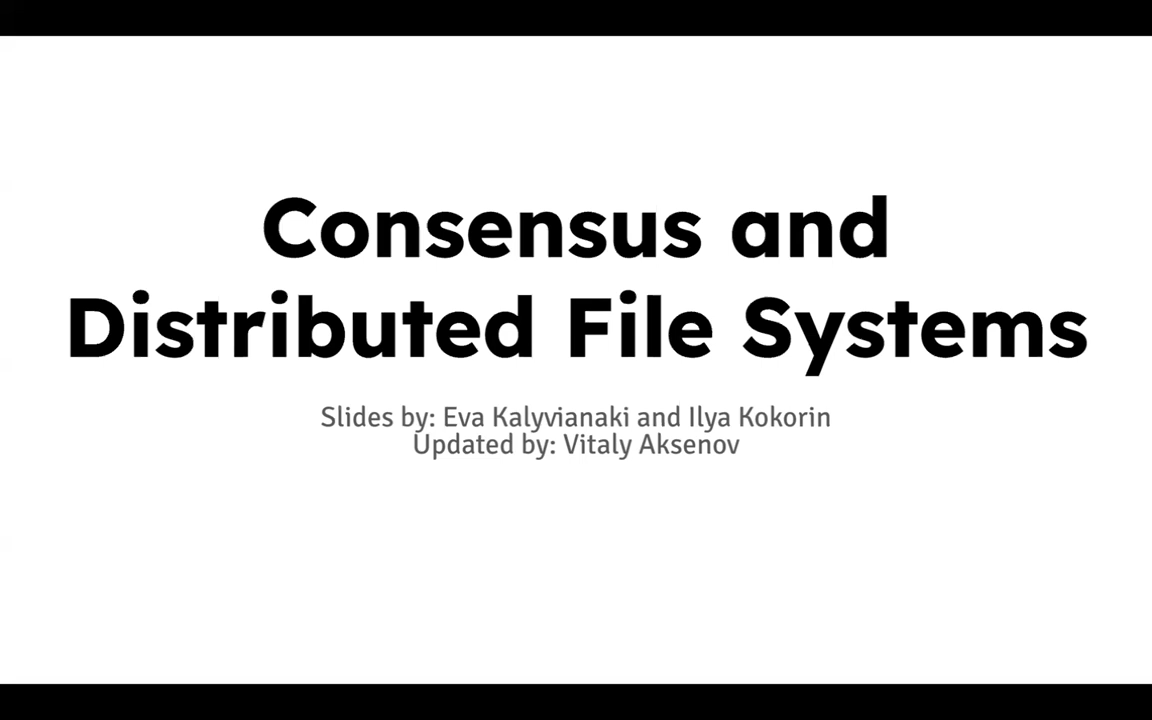 Consensus and
Distributed File Systems
Slides by: Eva Kalyvianaki and Ilya Kokorin
Updated by: Vitaly Aksenov